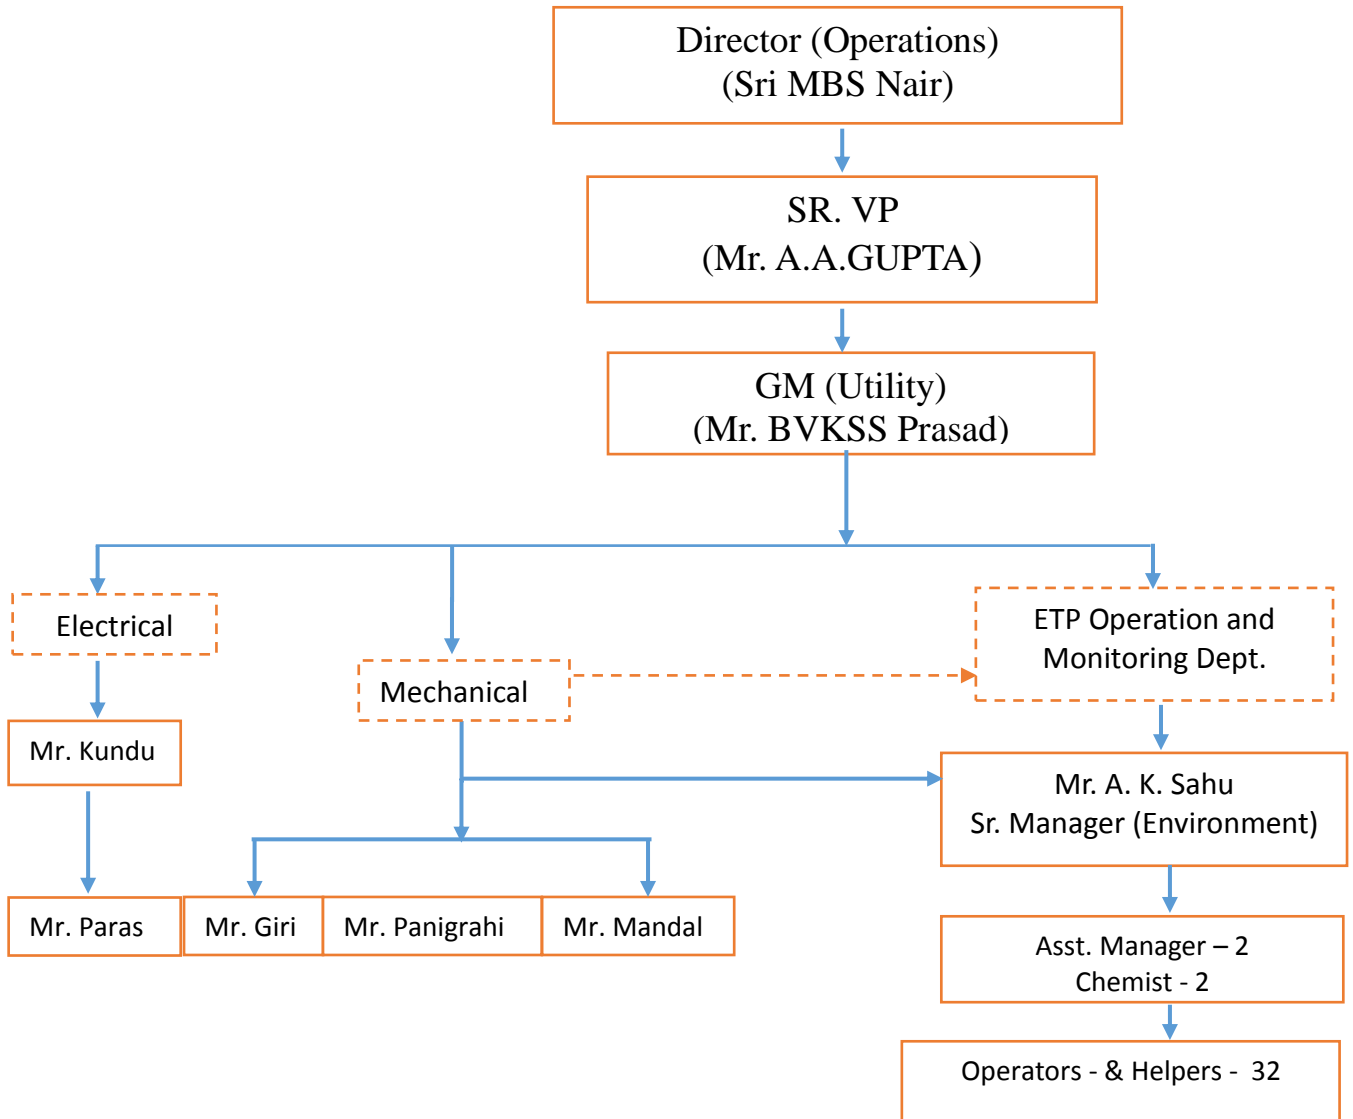 Director (Operations)
(Sri MBS Nair)
SR. VP
(Mr. A.A.GUPTA)
GM (Utility)
(Mr. BVKSS Prasad)
Electrical
Mechanical
ETP Operation and
Monitoring Dept.
Mr. Kundu
Mr. A. K. Sahu
Sr. Manager (Environment)
Mr. Paras
Mr. Giri
Mr. Panigrahi
Mr. Mandal
Asst. Manager – 2
Chemist - 2
Operators - & Helpers - 32